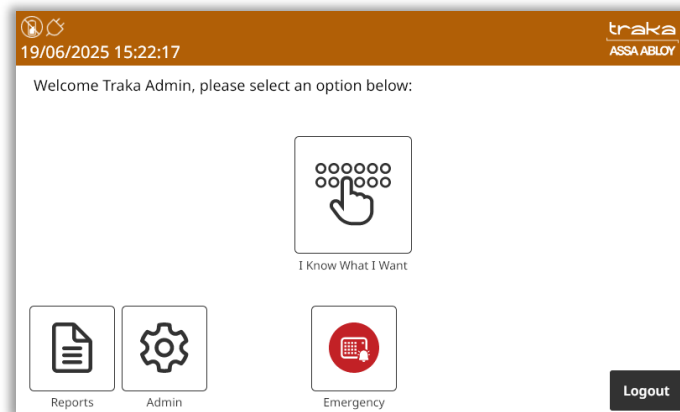 traka
19/06/2025 15:22:17
ASSA ABLOY
Welcome Traka Admin, please select an option below:
I Know What I Want
Reports
Admin
Emergency
Logout